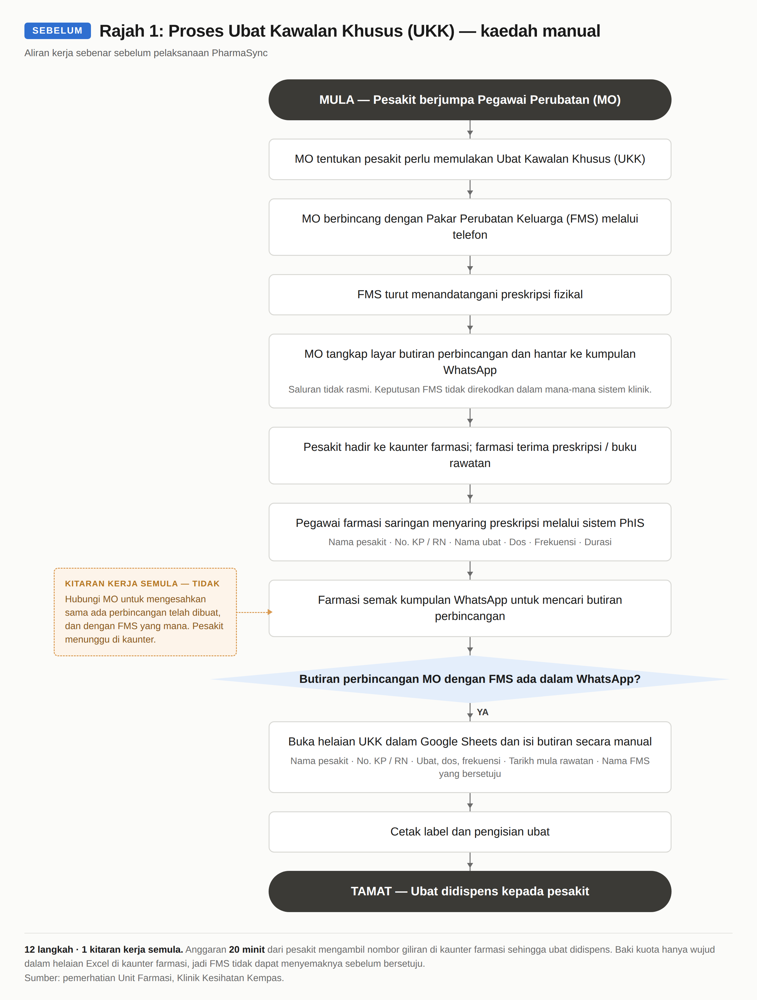 SEBELUM
Rajah 1: Proses Ubat Kawalan Khusus (UKK) — kaedah manual
Aliran kerja sebenar sebelum pelaksanaan PharmaSync
MULA — Pesakit berjumpa Pegawai Perubatan (MO)
MO tentukan pesakit perlu memulakan Ubat Kawalan Khusus (UKK)
MO berbincang dengan Pakar Perubatan Keluarga (FMS) melalui
telefon
FMS turut menandatangani preskripsi fizikal
MO tangkap layar butiran perbincangan dan hantar ke kumpulan
WhatsApp
Saluran tidak rasmi. Keputusan FMS tidak direkodkan dalam mana-mana sistem klinik.
Pesakit hadir ke kaunter farmasi; farmasi terima preskripsi / buku
rawatan
Pegawai farmasi saringan menyaring preskripsi melalui sistem PhIS
Nama pesakit · No. KP / RN · Nama ubat · Dos · Frekuensi · Durasi
KITARAN KERJA SEMULA — TIDAK
Hubungi MO untuk mengesahkan
sama ada perbincangan telah dibuat,
dan dengan FMS yang mana. Pesakit
menunggu di kaunter.
Farmasi semak kumpulan WhatsApp untuk mencari butiran
perbincangan
Butiran perbincangan MO dengan FMS ada dalam WhatsApp?
YA
Buka helaian UKK dalam Google Sheets dan isi butiran secara manual
Nama pesakit · No. KP / RN · Ubat, dos, frekuensi · Tarikh mula rawatan · Nama FMS
yang bersetuju
Cetak label dan pengisian ubat
TAMAT — Ubat didispens kepada pesakit
12 langkah · 1 kitaran kerja semula. Anggaran 20 minit dari pesakit mengambil nombor giliran di kaunter farmasi sehingga ubat didispens. Baki kuota hanya wujud
dalam helaian Excel di kaunter farmasi, jadi FMS tidak dapat menyemaknya sebelum bersetuju.
Sumber: pemerhatian Unit Farmasi, Klinik Kesihatan Kempas.